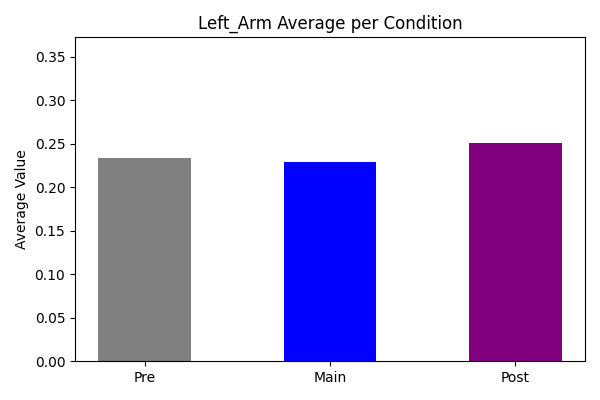 Left_Arm Average per Condition
Average Value
0.35
0.30
0.25
0.20
0.15
0.10
0.05
0.00
Pre
Main
Post